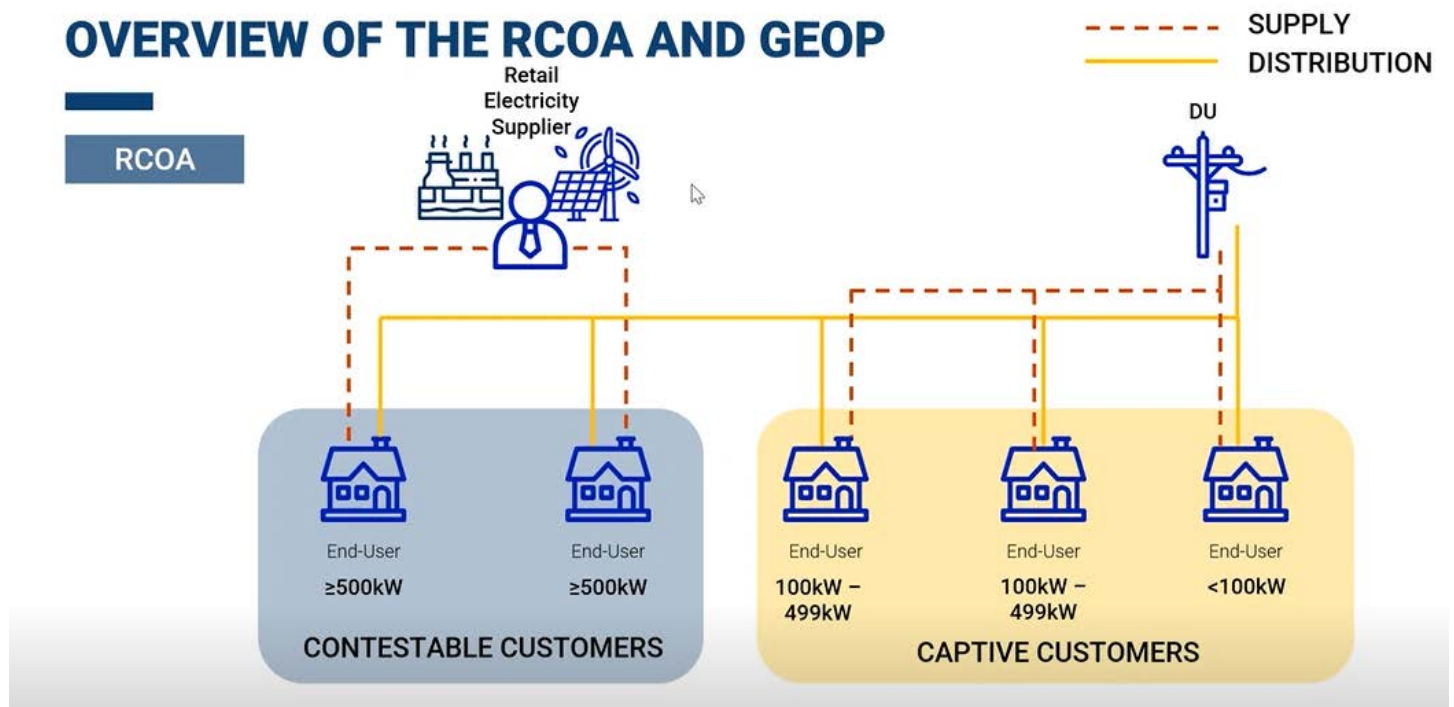 OVERVIEW OF THE RCOA AND GEOP
SUPPLY
DISTRIBUTION
RCOA
Retail
Electricity
Supplier
DU
End-User
≥500kW
End-User
≥500kW
CONTESTABLE CUSTOMERS
End-User
100kW –
499kW
End-User
100kW –
499kW
End-User
<100kW
CAPTIVE CUSTOMERS